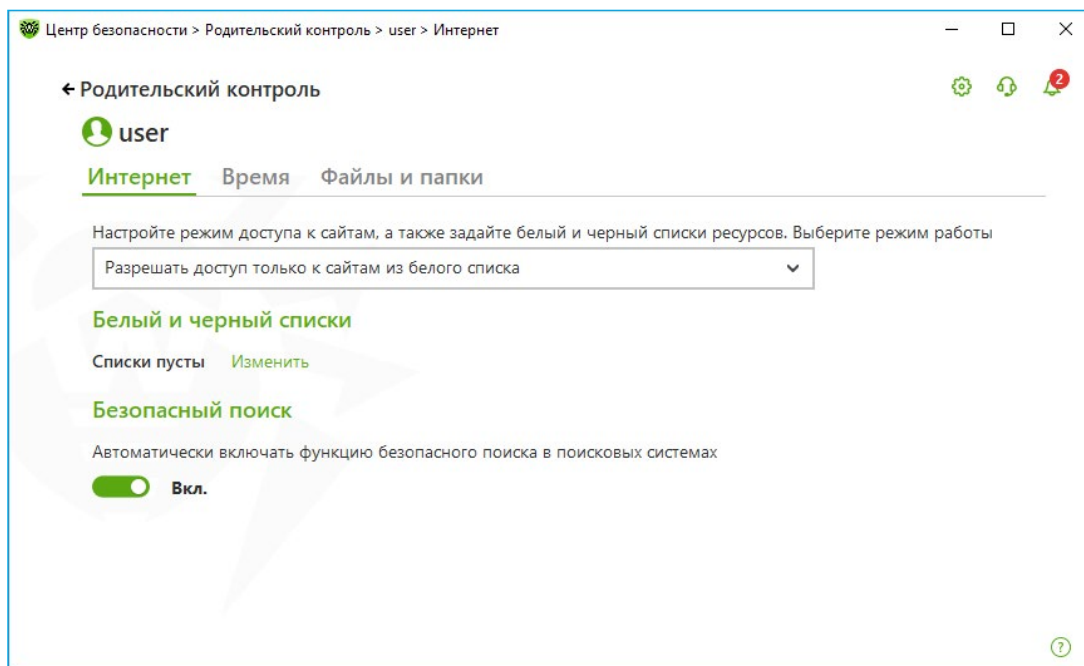 Центр безопасности > Родительский контроль > user > Интернет
Родительский контроль
2
user
Интернет Время Файлы и папки
Настройте режим доступа к сайтам, а также задайте белый и черный списки ресурсов. Выберите режим работы
Разрешать доступ только к сайтам из белого списка
Белый и черный списки
Списки пусты Изменить
Безопасный поиск
Автоматически включать функцию безопасного поиска в поисковых системах
Вкл.
?